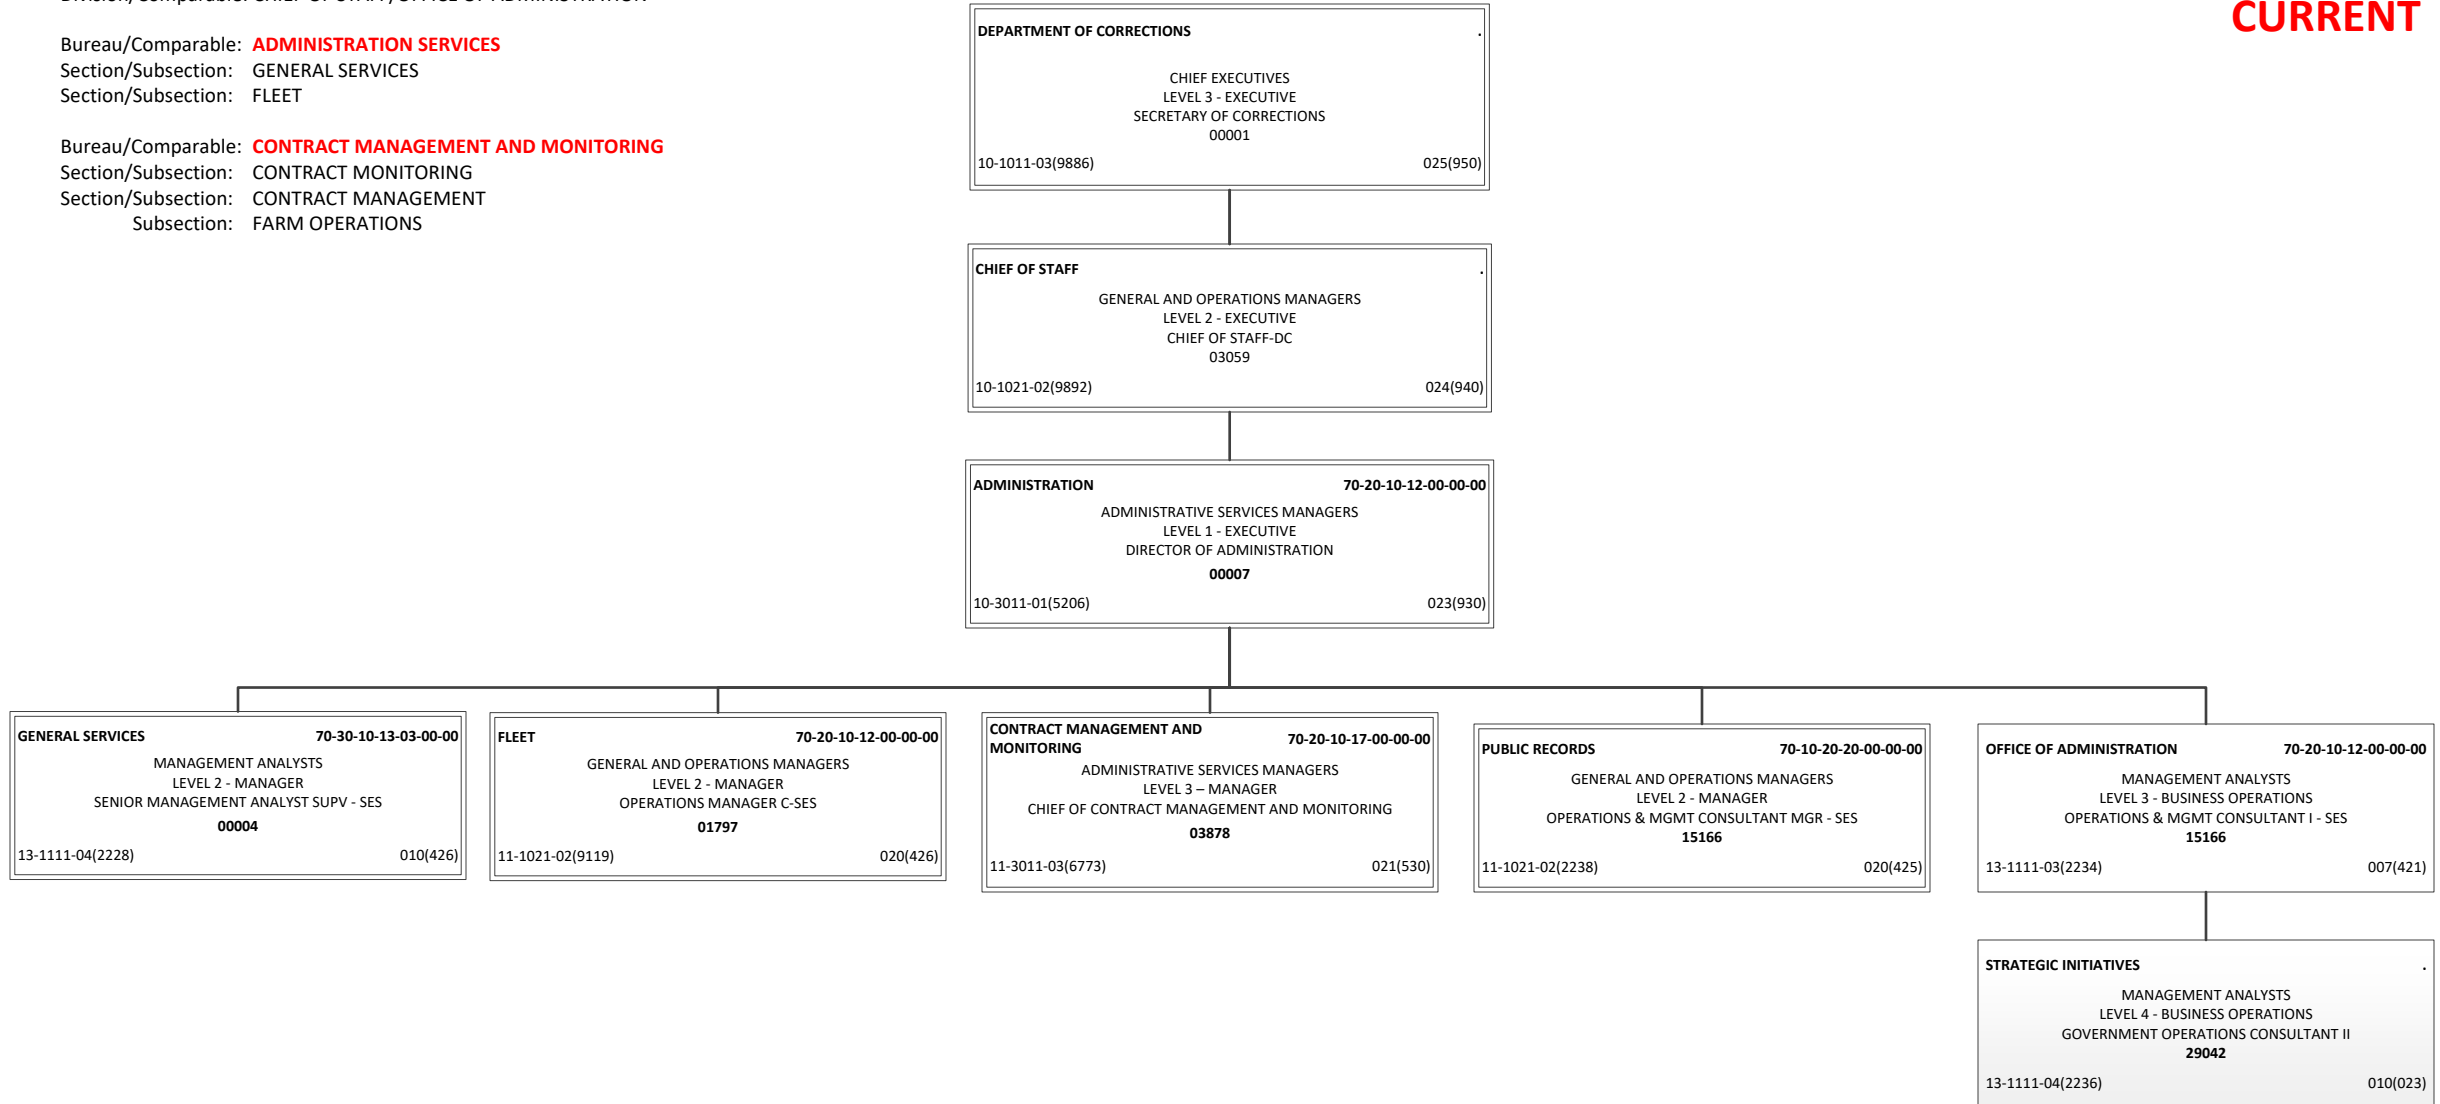 Division/Comparable: CHIEF OF STAFF/OFFICE OF ADMINISTRATION
CURRENT
Bureau/Comparable: ADMINISTRATION SERVICES
Section/Subsection: GENERAL SERVICES
Section/Subsection: FLEET
Bureau/Comparable: CONTRACT MANAGEMENT AND MONITORING
Section/Subsection: CONTRACT MONITORING
Section/Subsection: CONTRACT MANAGEMENT
Subsection: FARM OPERATIONS
DEPARTMENT OF CORRECTIONS .
CHIEF EXECUTIVES
LEVEL 3 - EXECUTIVE
SECRETARY OF CORRECTIONS
00001
10-1011-03(9886) 025(950)
CHIEF OF STAFF .
GENERAL AND OPERATIONS MANAGERS
LEVEL 2 - EXECUTIVE
CHIEF OF STAFF-DC
03059
10-1021-02(9892) 024(940)
ADMINISTRATION 70-20-10-12-00-00-00
ADMINISTRATIVE SERVICES MANAGERS
LEVEL 1 - EXECUTIVE
DIRECTOR OF ADMINISTRATION
00007
10-3011-01(5206) 023(930)
GENERAL SERVICES 70-30-10-13-03-00-00
MANAGEMENT ANALYSTS
LEVEL 2 - MANAGER
SENIOR MANAGEMENT ANALYST SUPV - SES
00004
13-1111-04(2228) 010(426)
FLEET 70-20-10-12-00-00-00
GENERAL AND OPERATIONS MANAGERS
LEVEL 2 - MANAGER
OPERATIONS MANAGER C-SES
01797
11-1021-02(9119) 020(426)
CONTRACT MANAGEMENT AND
MONITORING 70-20-10-17-00-00-00
ADMINISTRATIVE SERVICES MANAGERS
LEVEL 3 – MANAGER
CHIEF OF CONTRACT MANAGEMENT AND MONITORING
03878
11-3011-03(6773) 021(530)
PUBLIC RECORDS 70-10-20-20-00-00-00
GENERAL AND OPERATIONS MANAGERS
LEVEL 2 - MANAGER
OPERATIONS & MGMT CONSULTANT MGR - SES
15166
11-1021-02(2238) 020(425)
OFFICE OF ADMINISTRATION 70-20-10-12-00-00-00
MANAGEMENT ANALYSTS
LEVEL 3 - BUSINESS OPERATIONS
OPERATIONS & MGMT CONSULTANT I - SES
15166
13-1111-03(2234) 007(421)
STRATEGIC INITIATIVES .
MANAGEMENT ANALYSTS
LEVEL 4 - BUSINESS OPERATIONS
GOVERNMENT OPERATIONS CONSULTANT II
29042
13-1111-04(2236) 010(023)